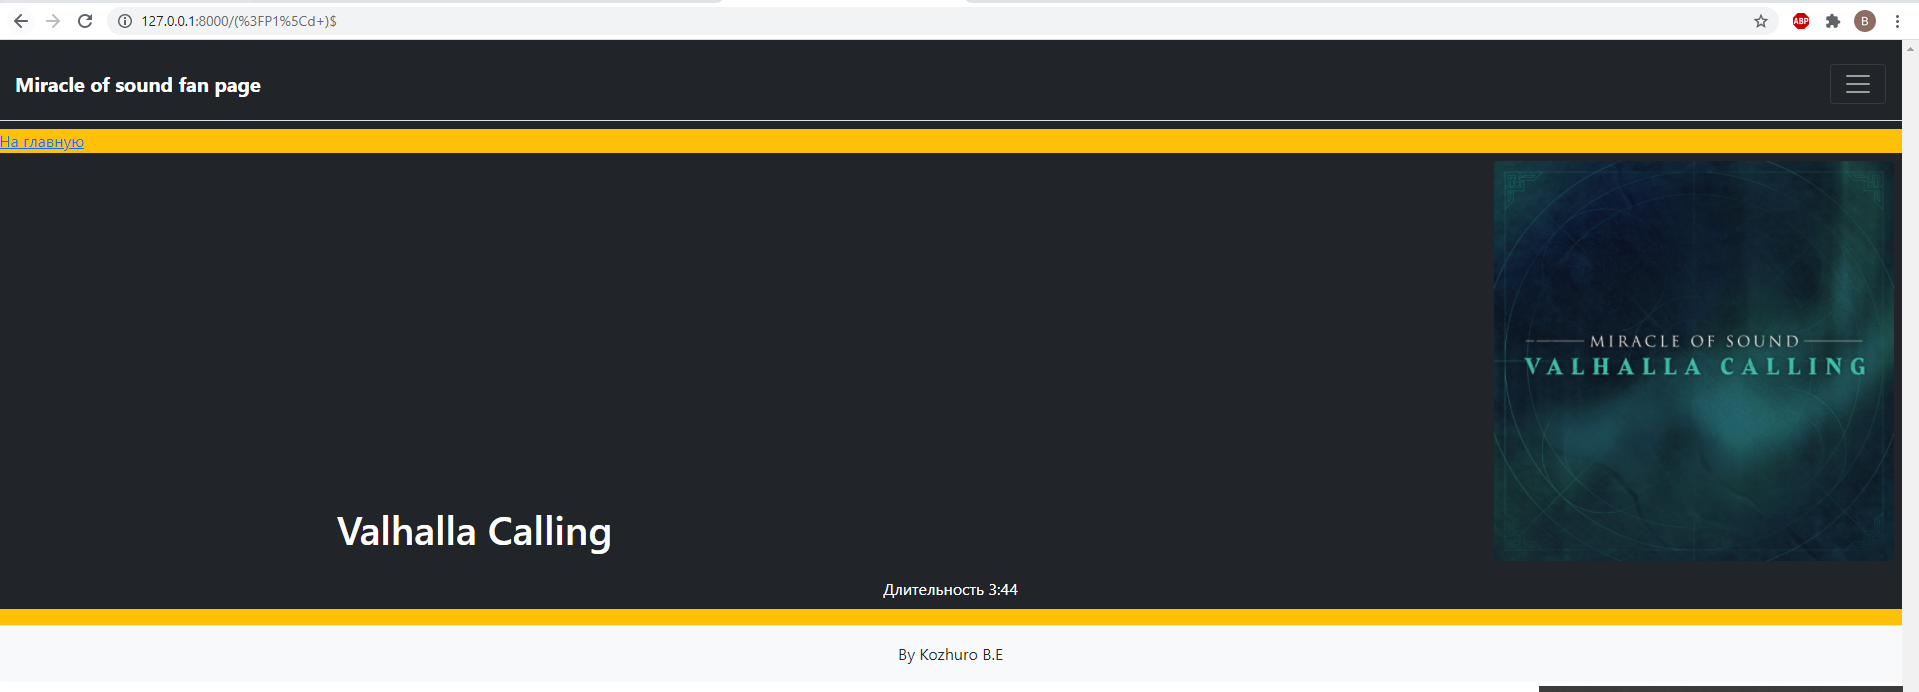 127.0.0.1:8000/(%3FP1%5Cd+)$
ABP
B
Miracle of sound fan page
На главную
MIRACLE OF SOUND
VALHALLA CALLING
Valhalla Calling
Длительность 3:44
By Kozhuro B.E